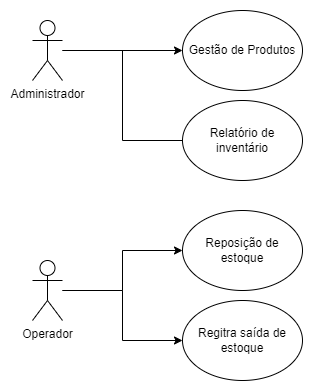 Gestão de Produtos
Administrador
Relatório de
inventário
Reposição de
estoque
Operador
Regitra saída de
estoque